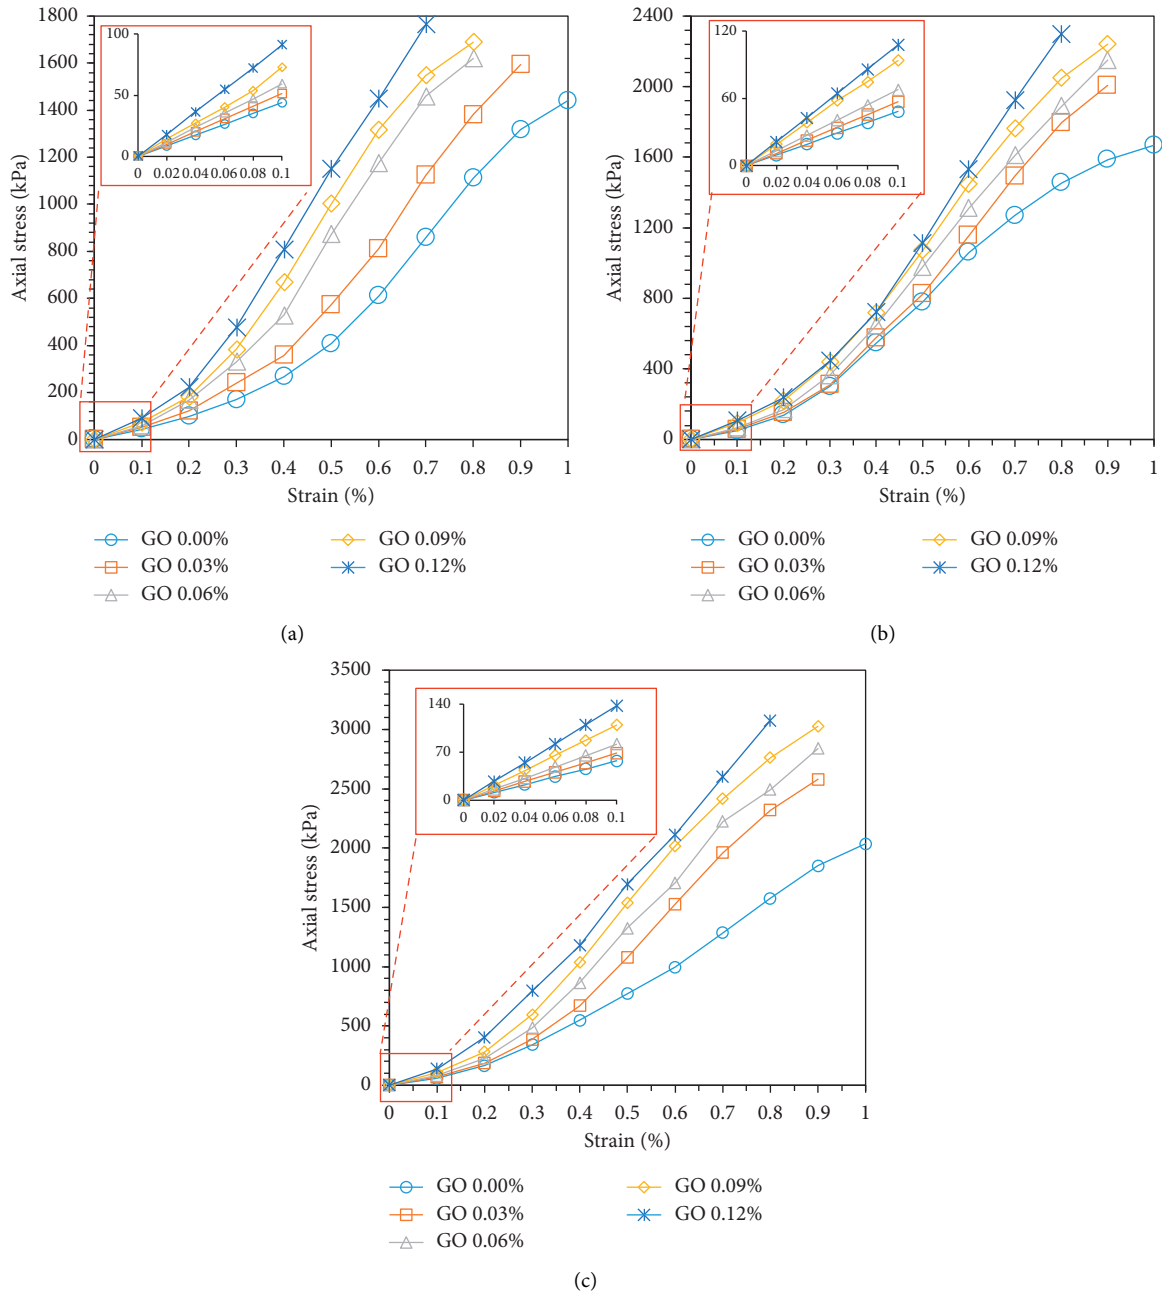 1800
1600
1400
1200
1000
800
600
400
200
0
Axial stress (kPa)
100
50
0
0 0.02 0.04 0.06 0.08 0.1
0 0.1 0.2 0.3 0.4 0.5 0.6 0.7 0.8 0.9 1
Strain (%)
GO 0.00% GO 0.09%
GO 0.03% GO 0.12%
GO 0.06%
(a)
2400
2000
1600
1200
800
400
0
Axial stress (kPa)
120
60
0
0 0.02 0.04 0.06 0.08 0.1
0 0.1 0.2 0.3 0.4 0.5 0.6 0.7 0.8 0.9 1
Strain (%)
GO 0.00% GO 0.09%
GO 0.03% GO 0.12%
GO 0.06%
(b)
3500
3000
2500
2000
1500
1000
500
0
Axial stress (kPa)
140
70
0
0 0.02 0.04 0.06 0.08 0.1
0 0.1 0.2 0.3 0.4 0.5 0.6 0.7 0.8 0.9 1
Strain (%)
GO 0.00% GO 0.09%
GO 0.03% GO 0.12%
GO 0.06%
(c)